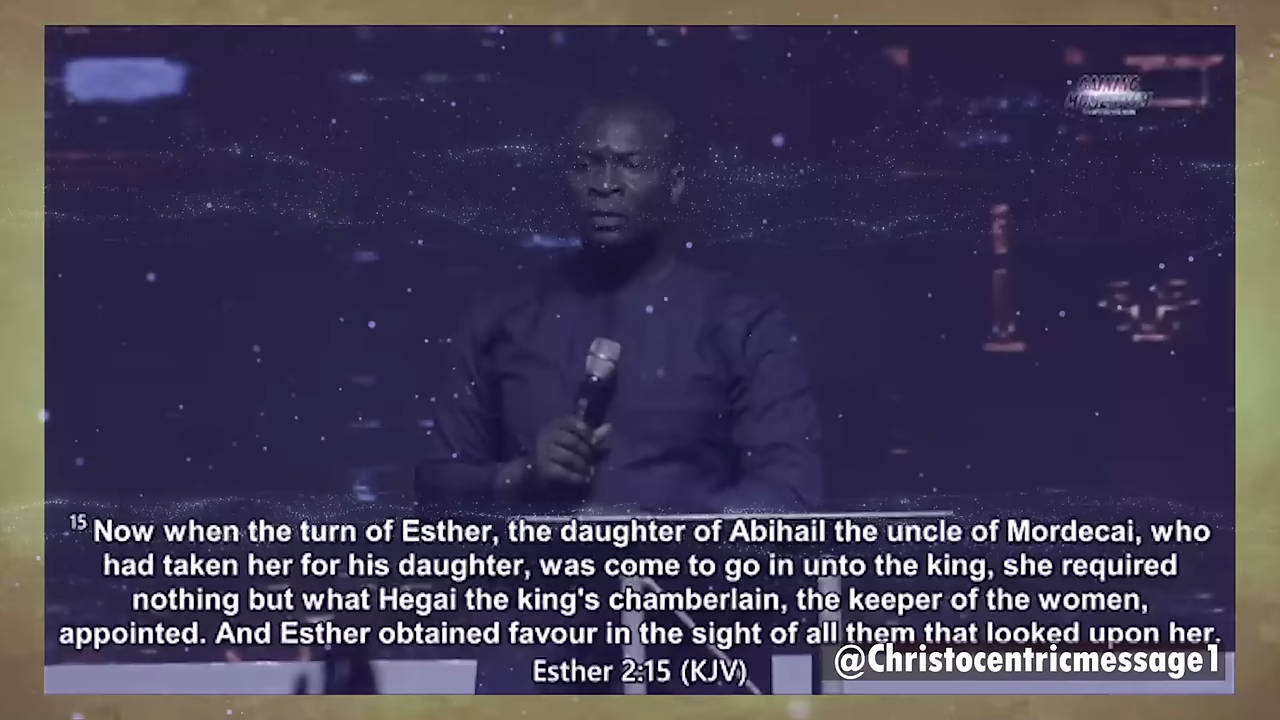 GAINING
15 Now when the turn of Esther, the daughter of Abihail the uncle of Mordecai, who
had taken her for his daughter, was come to go in unto the king, she required
nothing but what Hegai the king's chamberlain, the keeper of the women,
appointed. And Esther obtained favour in the sight of all them that looked upon her.
Esther 2:15 (KJV)
@Christocentricmessage1